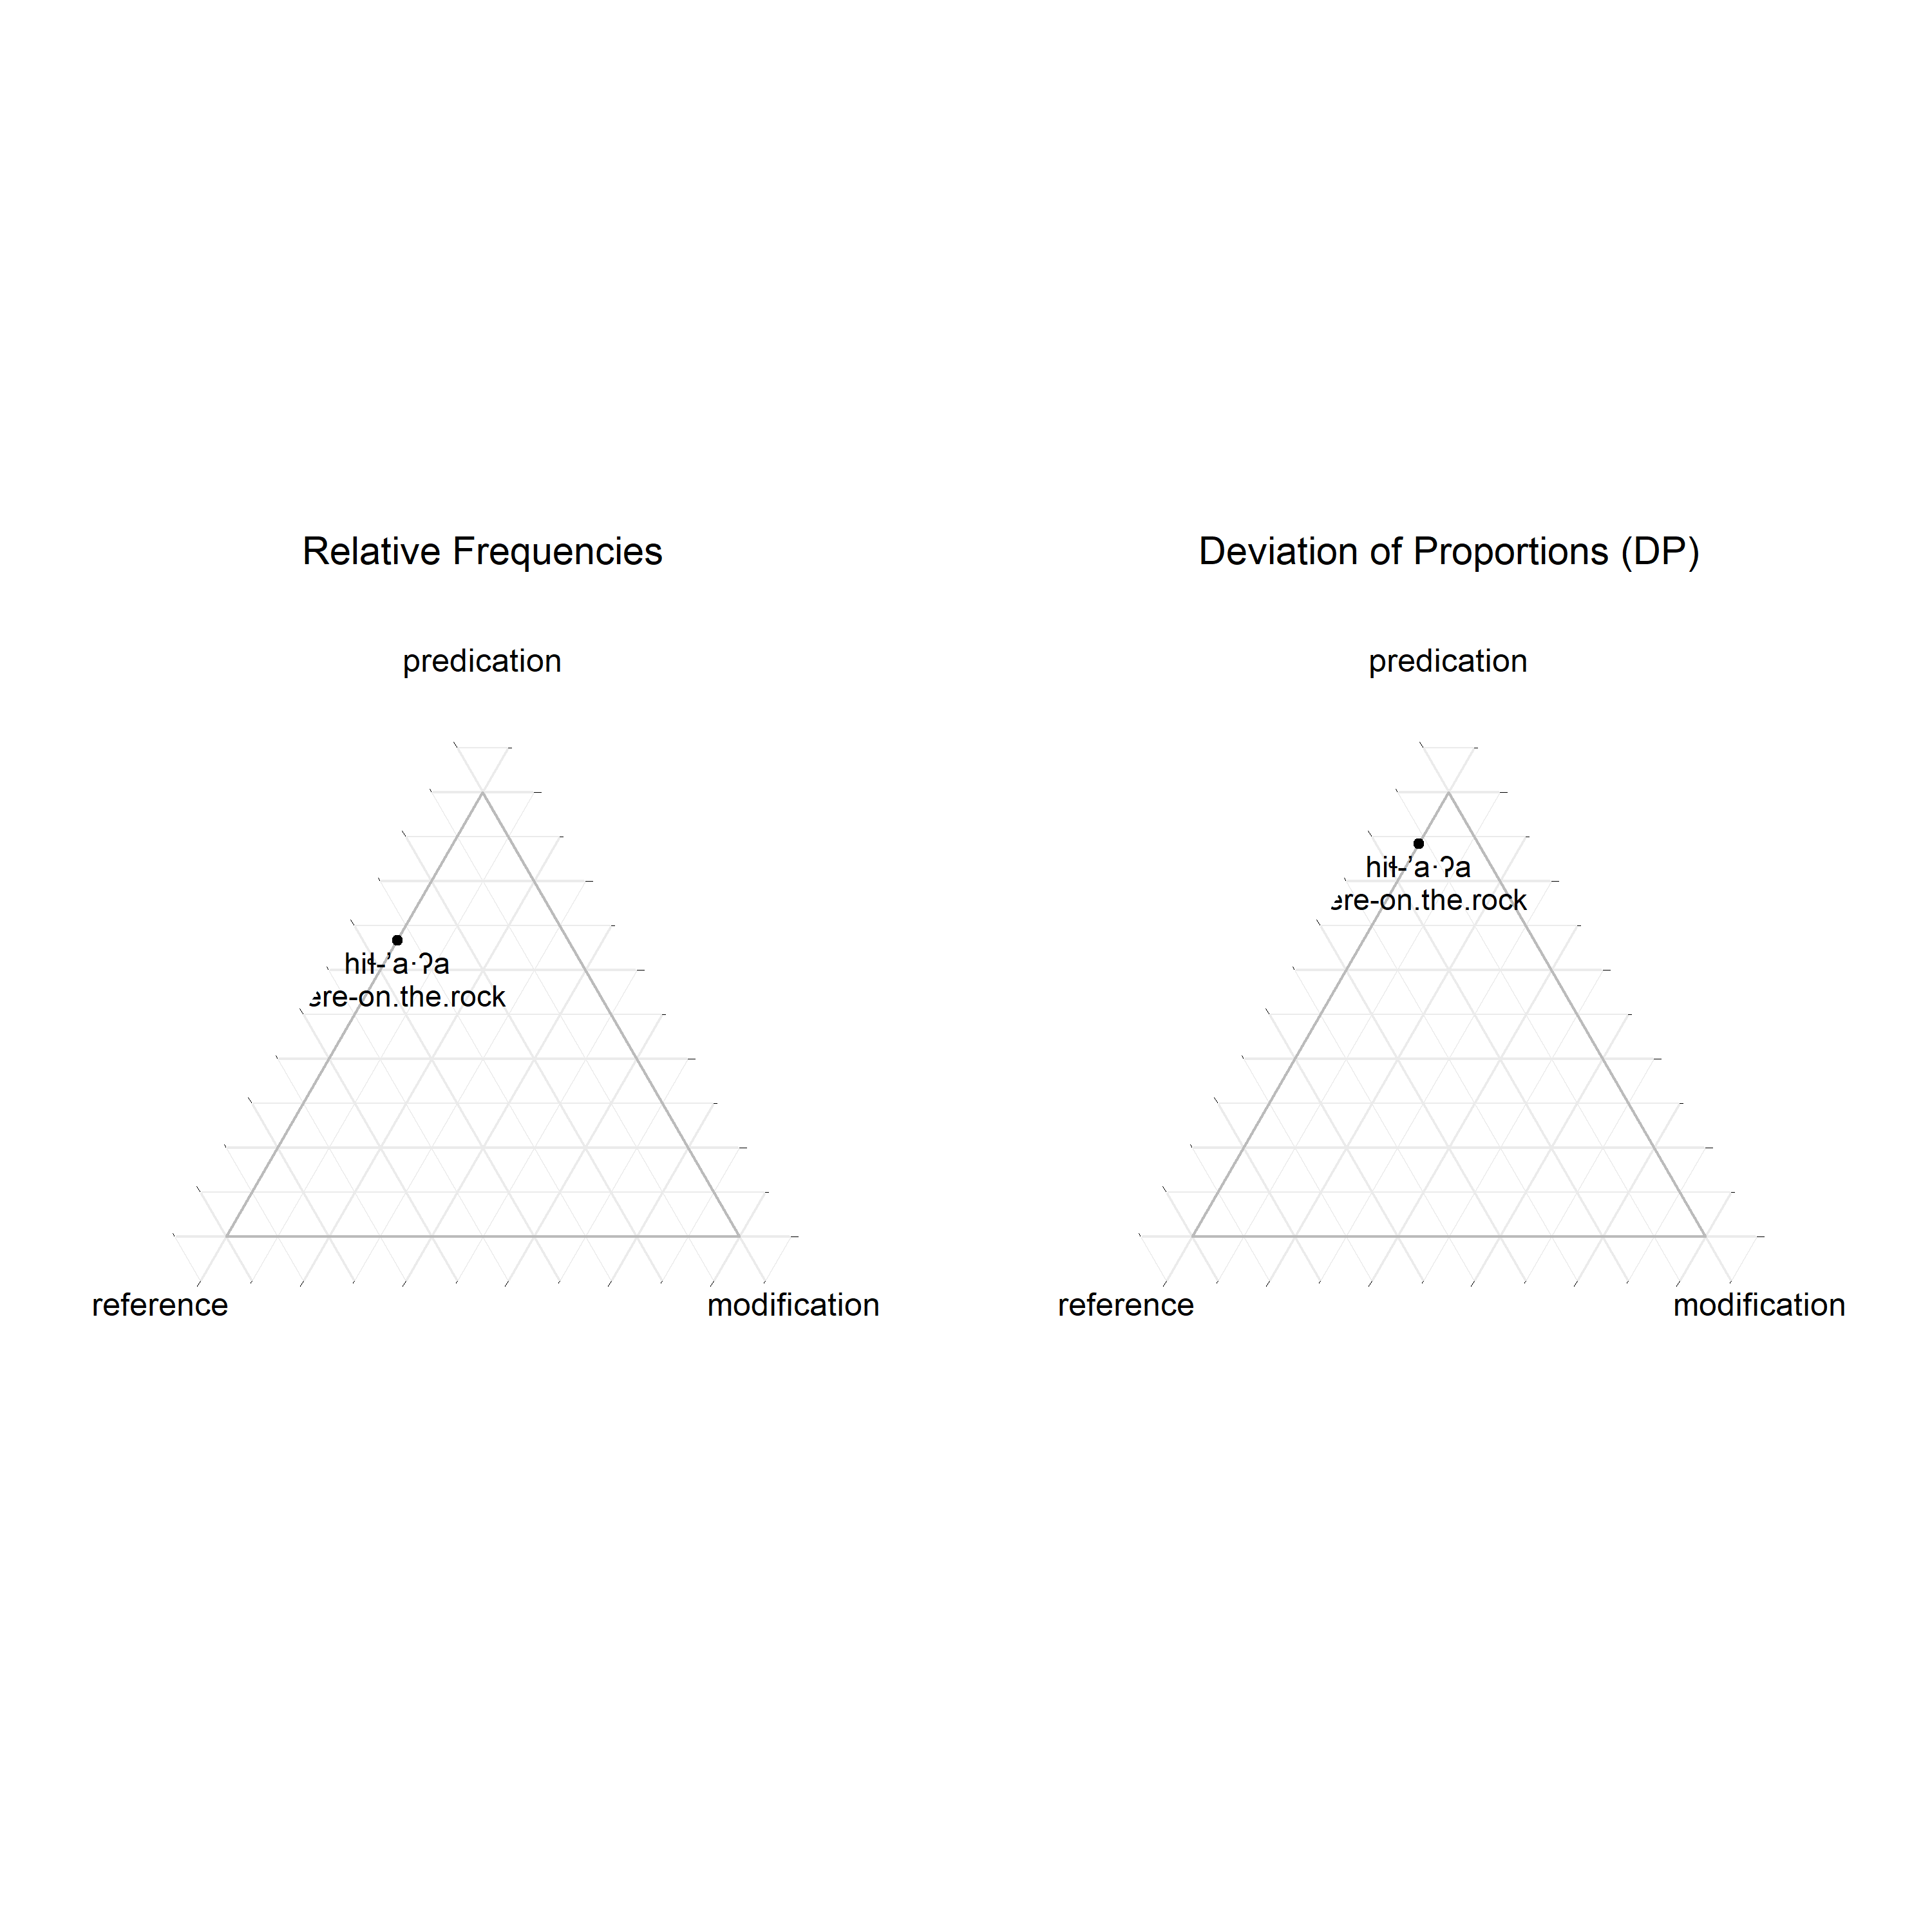 Relative Frequencies
predication
hiɬ-ʼa·ʔa
ere-on.the.rock
reference
modification
Deviation of Proportions (DP)
predication
hiɬ-ʼa·ʔa
ere-on.the.rock
reference
modification